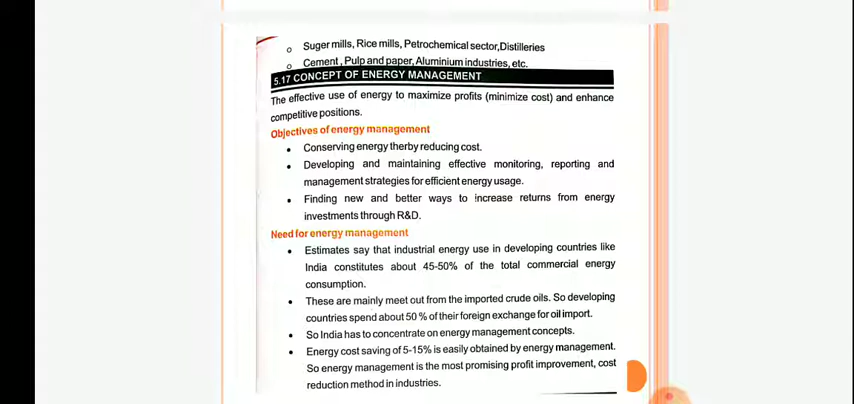 Suger mills, Rice mills, Petrochemical sector, Distilleries
Cement, Pulp and paper, Aluminium industries, etc.
5.17 CONCEPT OF ENERGY MANAGEMENT
The effective use of energy to maximize profits (minimize cost) and enhance
competitive positions.
Objectives of energy management
Conserving energy therby reducing cost.
Developing and maintaining effective monitoring, reporting and
management strategies for efficient energy usage.
Finding new and better ways to increase returns from energy
investments through R&D.
Need for energy management
Estimates say that industrial energy use in developing countries like
India constitutes about 45-50% of the total commercial energy
consumption.
These are mainly meet out from the imported crude oils. So developing
countries spend about 50 % of their foreign exchange for oil import.
So India has to concentrate on energy management concepts.
Energy cost saving of 5-15% is easily obtained by energy management.
So energy management is the most promising profit improvement, cost
reduction method in industries.